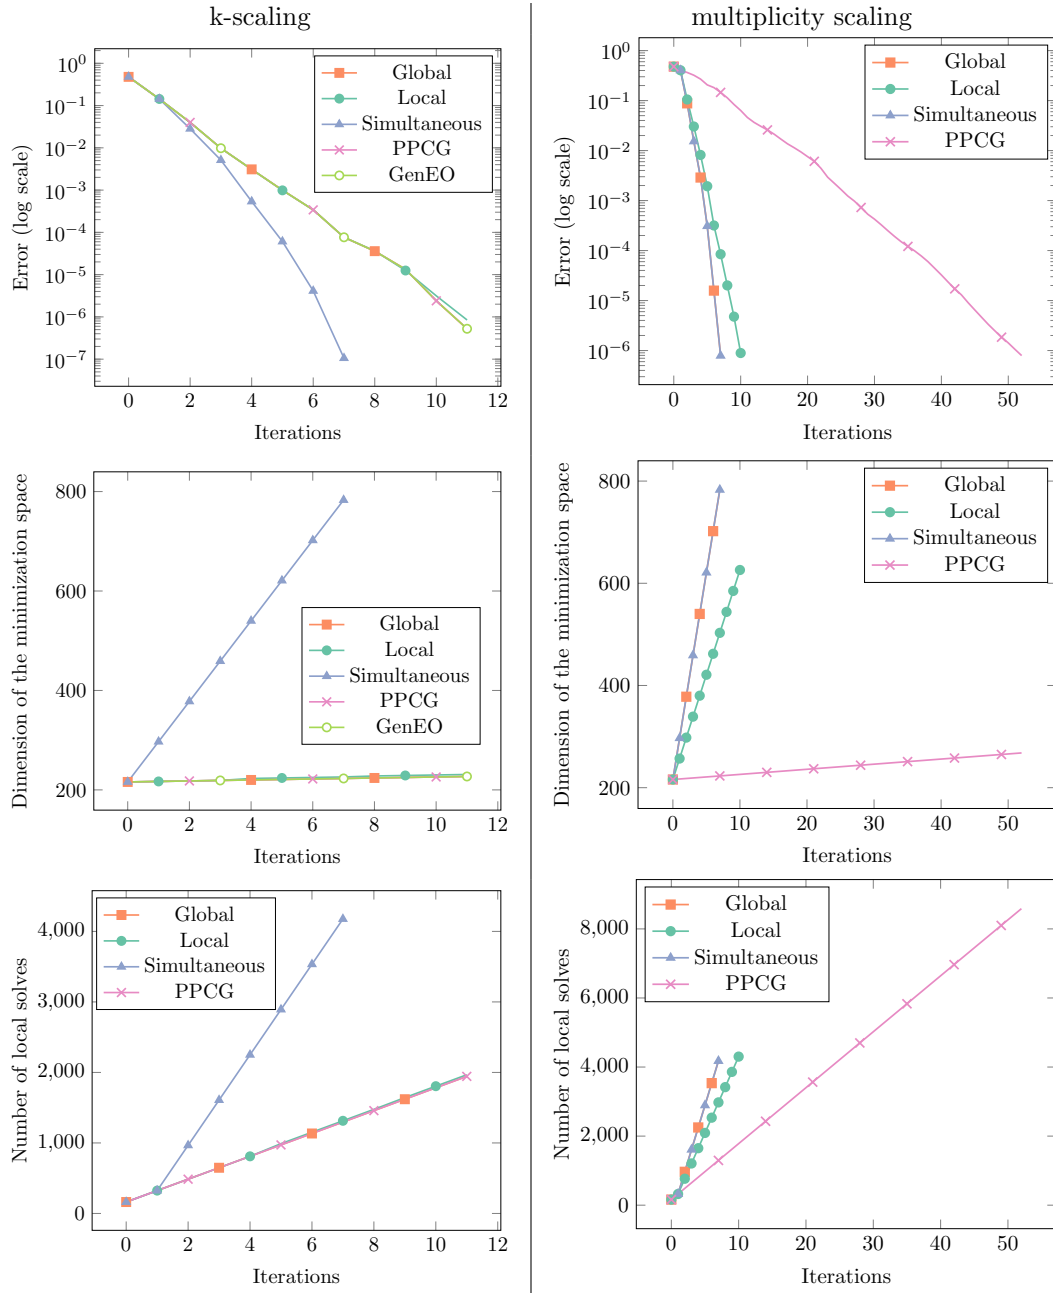 k-scaling
10^0
10^-1
10^-2
10^-3
10^-4
10^-5
10^-6
10^-7
Error (log scale)
Global
Local
Simultaneous
PPCG
GenEO
0 2 4 6 8 10 12
Iterations
multiplicity scaling
10^0
10^-1
10^-2
10^-3
10^-4
10^-5
10^-6
Error (log scale)
Global
Local
Simultaneous
PPCG
0 10 20 30 40 50
Iterations
800
600
400
200
Dimension of the minimization space
Global
Local
Simultaneous
PPCG
GenEO
0 2 4 6 8 10 12
Iterations
800
600
400
200
Dimension of the minimization space
Global
Local
Simultaneous
PPCG
0 10 20 30 40 50
Iterations
4,000
3,000
2,000
1,000
0
Number of local solves
Global
Local
Simultaneous
PPCG
0 2 4 6 8 10 12
Iterations
8,000
6,000
4,000
2,000
0
Number of local solves
Global
Local
Simultaneous
PPCG
0 10 20 30 40 50
Iterations